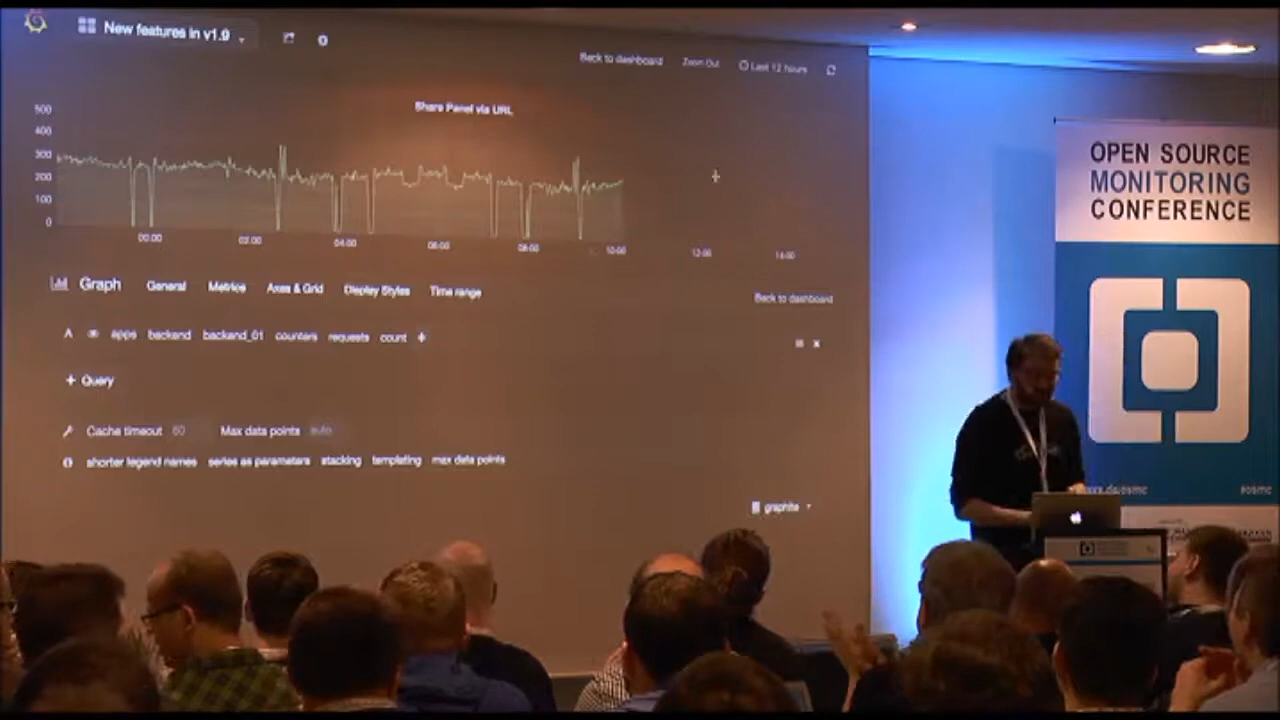 New features in v1.9
Back to dashboard Zoom Out Last 12 hours
Share Panel via URL
500
400
300
200
100
0
00:00 02:00 04:00 06:00 08:00 10:00 12:00 14:00
Graph General Metrics Axes & Grid Display Styles Time range
Back to dashboard
A apps backend backend_01 counters requests count +
+ Query
Cache timeout 60 Max data points auto
shorter legend names series as parameters stacking templating max data points
graphite
OPEN SOURCE
MONITORING
CONFERENCE
#osmc